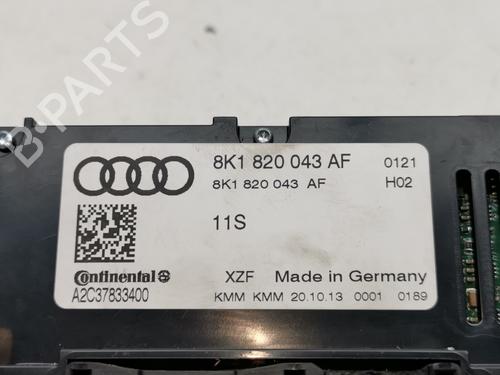 8K1 820 043 AF 0121
8K1 820 043 AF H02
11S
Continental XZF Made in Germany
A2C37833400 KMM KMM 20.10.13 0001 0189
B-PARTS